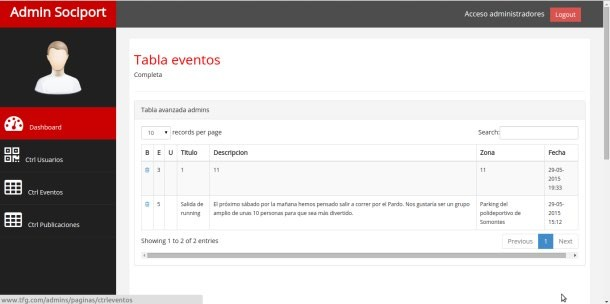 Admin Sociport
Acceso administradores
Logout
Dashboard
Ctrl Usuarios
Ctrl Eventos
Ctrl Publicaciones
Tabla eventos
Completa
Tabla avanzada admins
10 records per page
Search:
B E U Titulo Descripcion Zona Fecha
3 1 11 11 29-05-
2015
19:33
5 Salida de El próximo sábado por la mañana hemos pensado salir a correr por el Pardo. Nos gustaría ser un grupo Parking del 29-05-
running amplio de unas 10 personas para que sea más divertido. polideportivo de 2015
Somontes 15:12
Showing 1 to 2 of 2 entries
Previous 1 Next
www.tfg.com/admins/paginas/ctrleventos